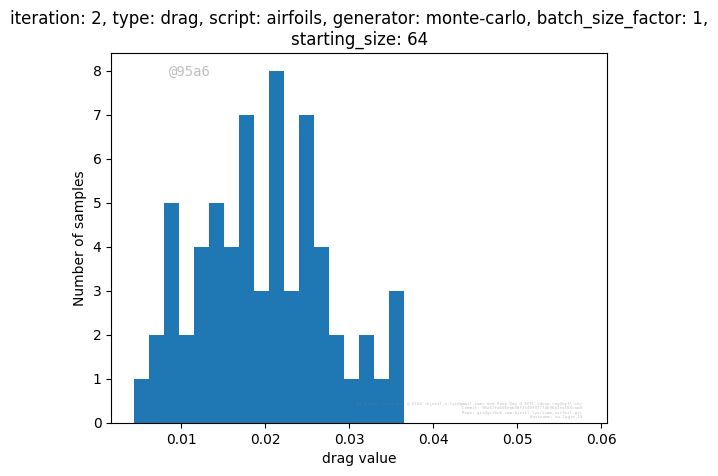 iteration: 2, type: drag, script: airfoils, generator: monte-carlo, batch_size_factor: 1,
starting_size: 64
@95a6
8
7
6
5
4
3
2
1
0
Number of samples
0.01 0.02 0.03 0.04 0.05 0.06
drag value